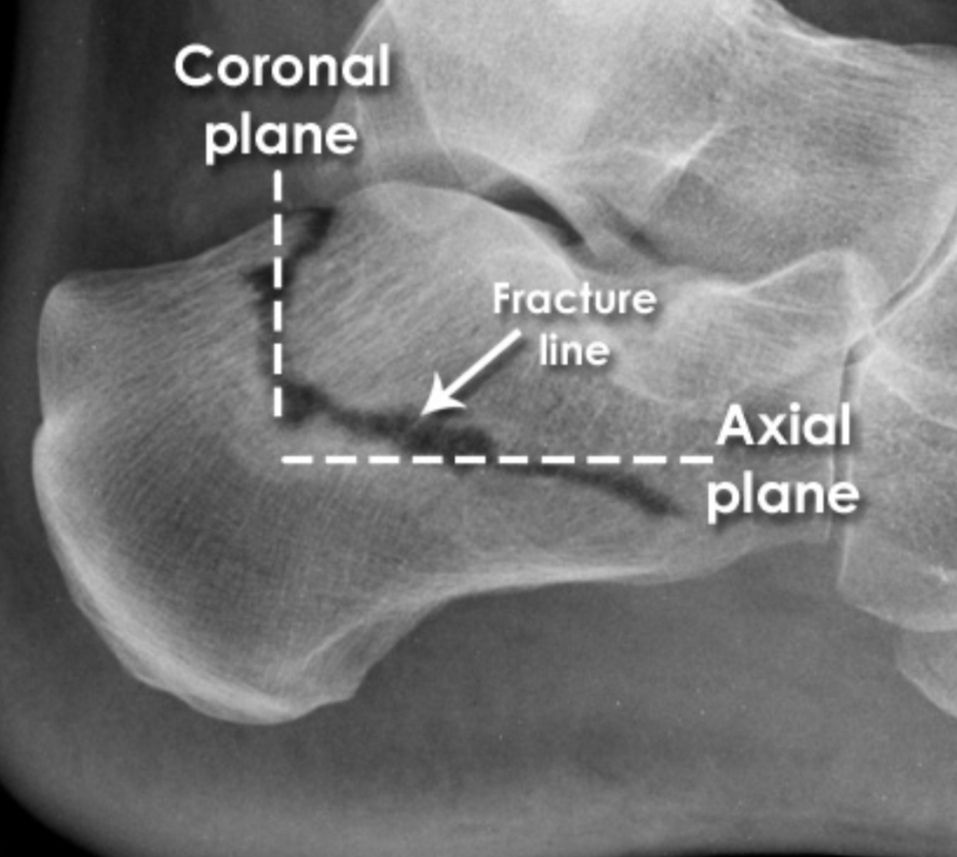 Coronal
plane
Fracture
line
Axial
plane